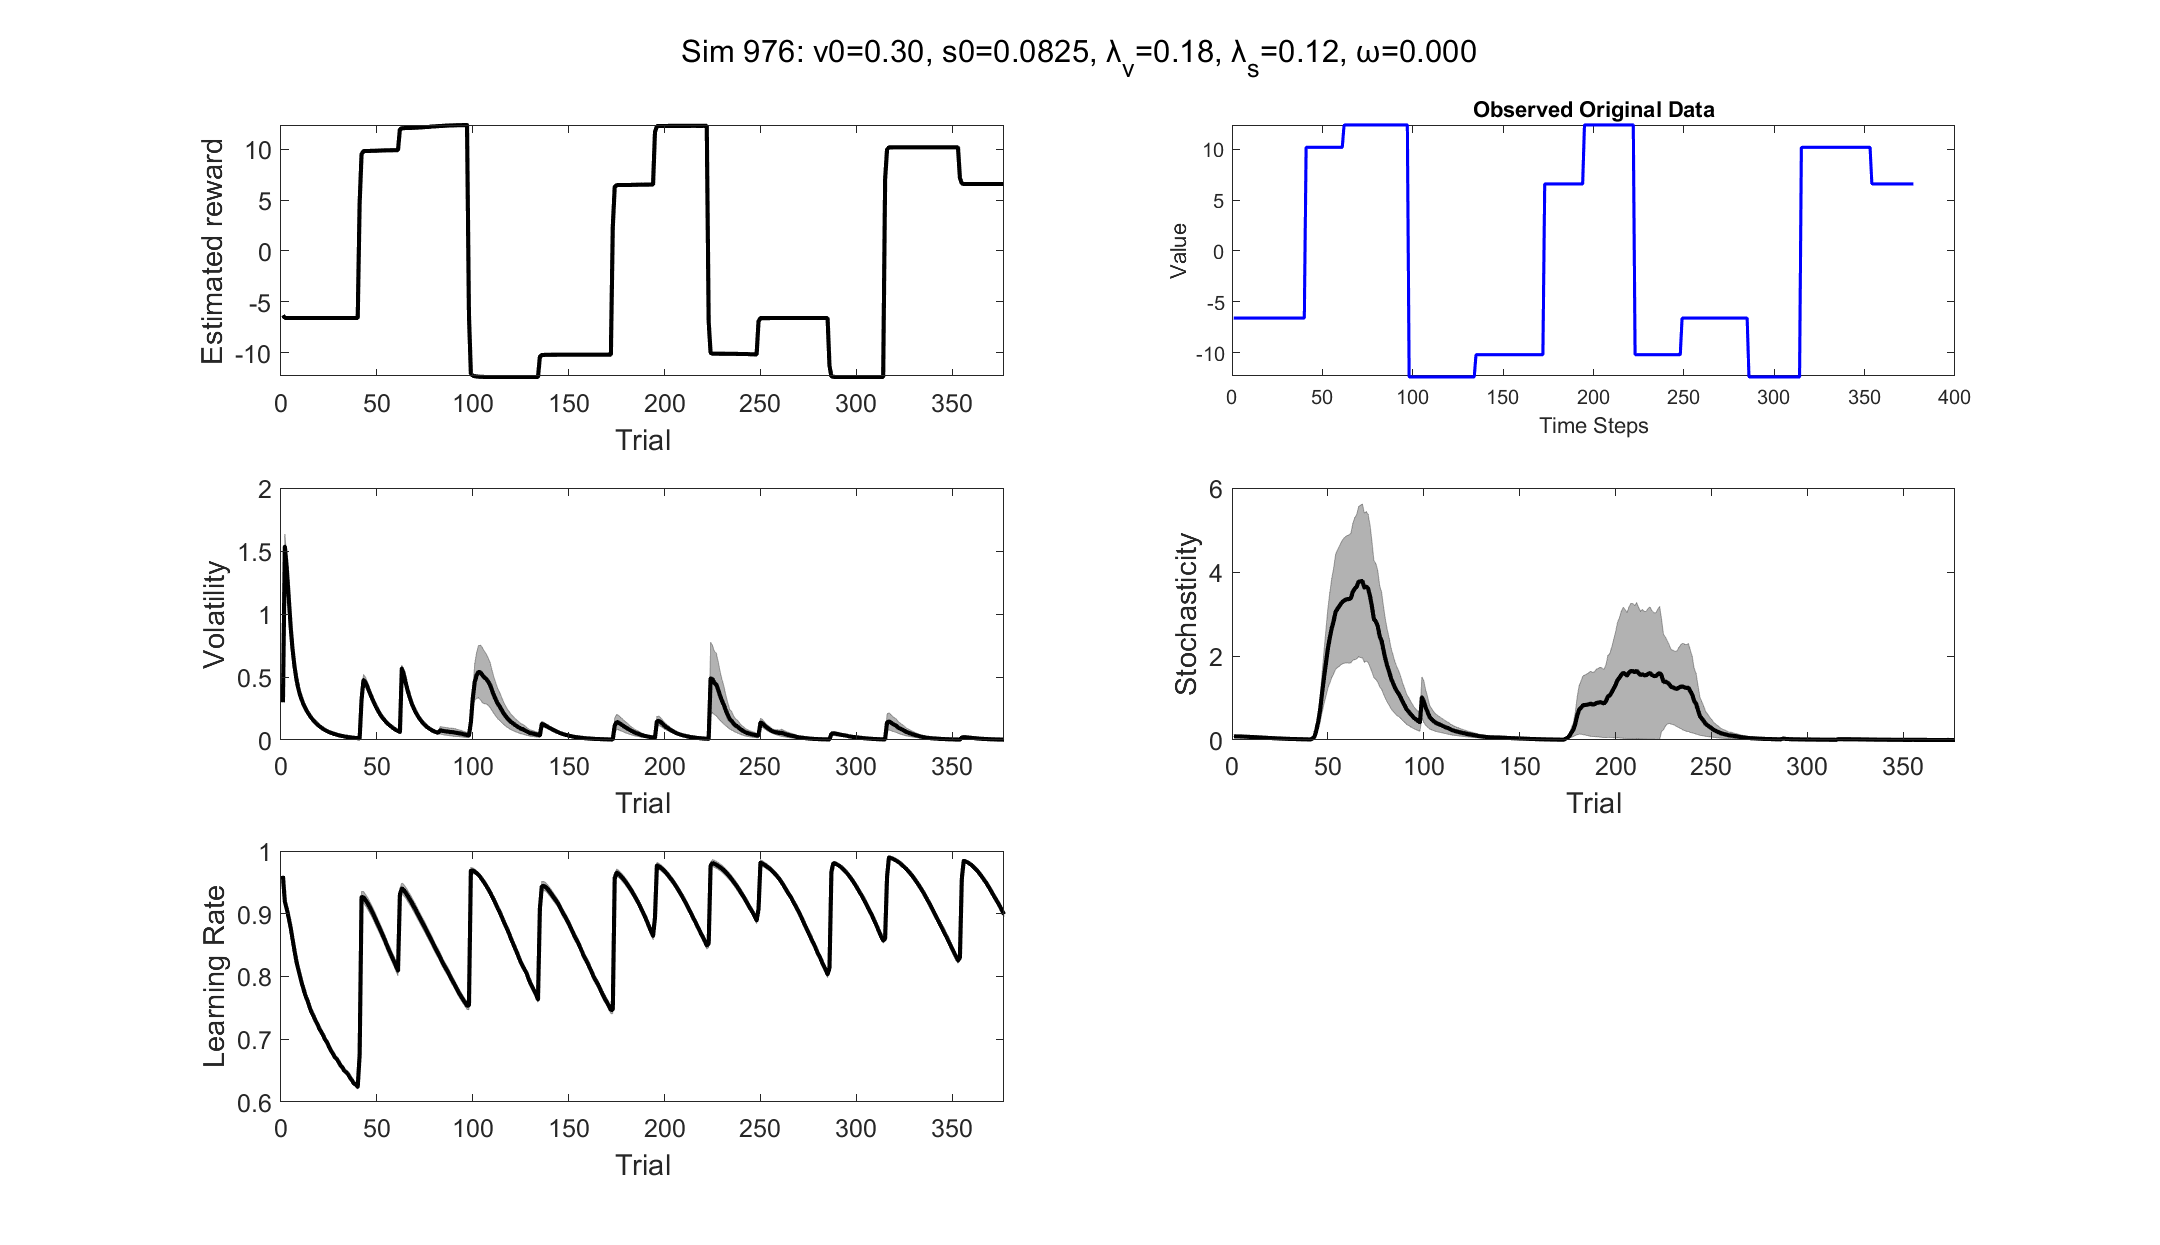 Sim 976: v0=0.30, s0=0.0825, λ_v=0.18, λ_s=0.12, ω=0.000
Estimated reward
10
5
0
-5
-10
0 50 100 150 200 250 300 350
Trial
Observed Original Data
Value
10
5
0
-5
-10
0 50 100 150 200 250 300 350 400
Time Steps
Volatility
2
1.5
1
0.5
0
0 50 100 150 200 250 300 350
Trial
Stochasticity
6
4
2
0
0 50 100 150 200 250 300 350
Trial
Learning Rate
1
0.9
0.8
0.7
0.6
0 50 100 150 200 250 300 350
Trial